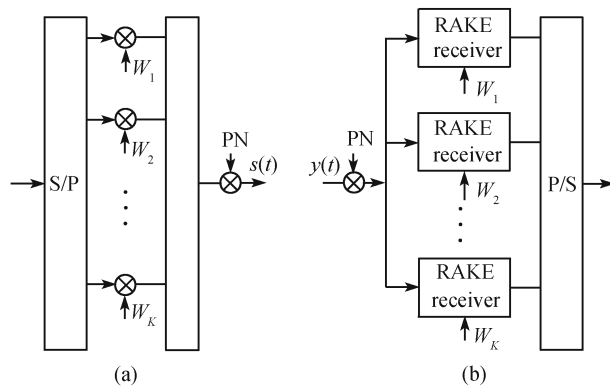 S/P
W₁
W₂
W_K
PN
s(t)
(a)
y(t)
PN
RAKE
receiver
W₁
RAKE
receiver
W₂
RAKE
receiver
W_K
P/S
(b)